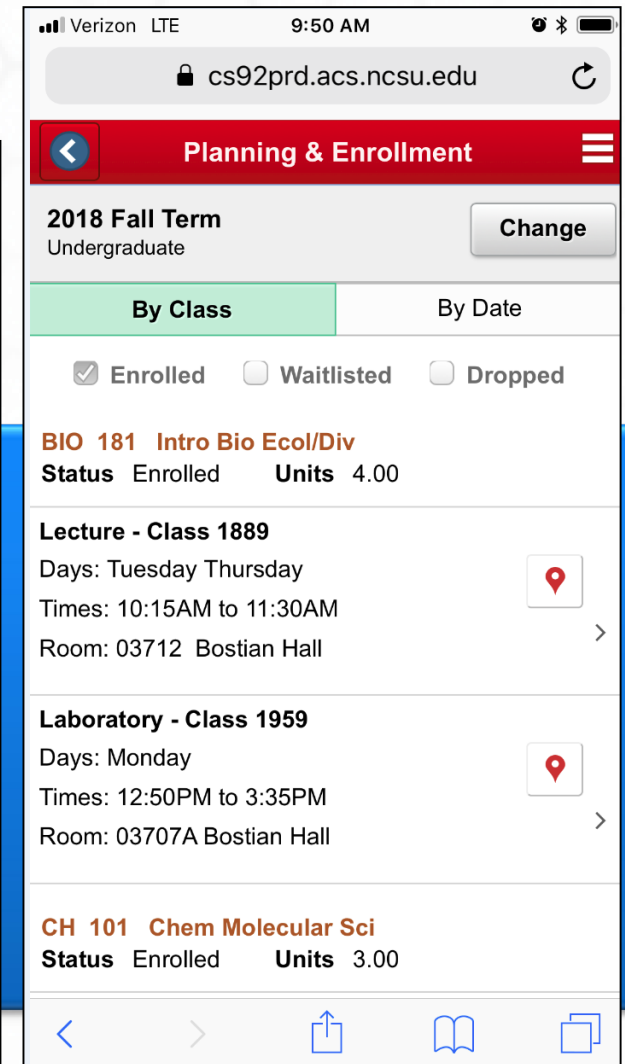 Verizon LTE 9:50 AM
cs92prd.acs.ncsu.edu
Planning & Enrollment
2018 Fall Term
Undergraduate
Change
By Class By Date
Enrolled Waitlisted Dropped
BIO 181 Intro Bio Ecol/Div
Status Enrolled Units 4.00
Lecture - Class 1889
Days: Tuesday Thursday
Times: 10:15AM to 11:30AM
Room: 03712 Bostian Hall
Laboratory - Class 1959
Days: Monday
Times: 12:50PM to 3:35PM
Room: 03707A Bostian Hall
CH 101 Chem Molecular Sci
Status Enrolled Units 3.00